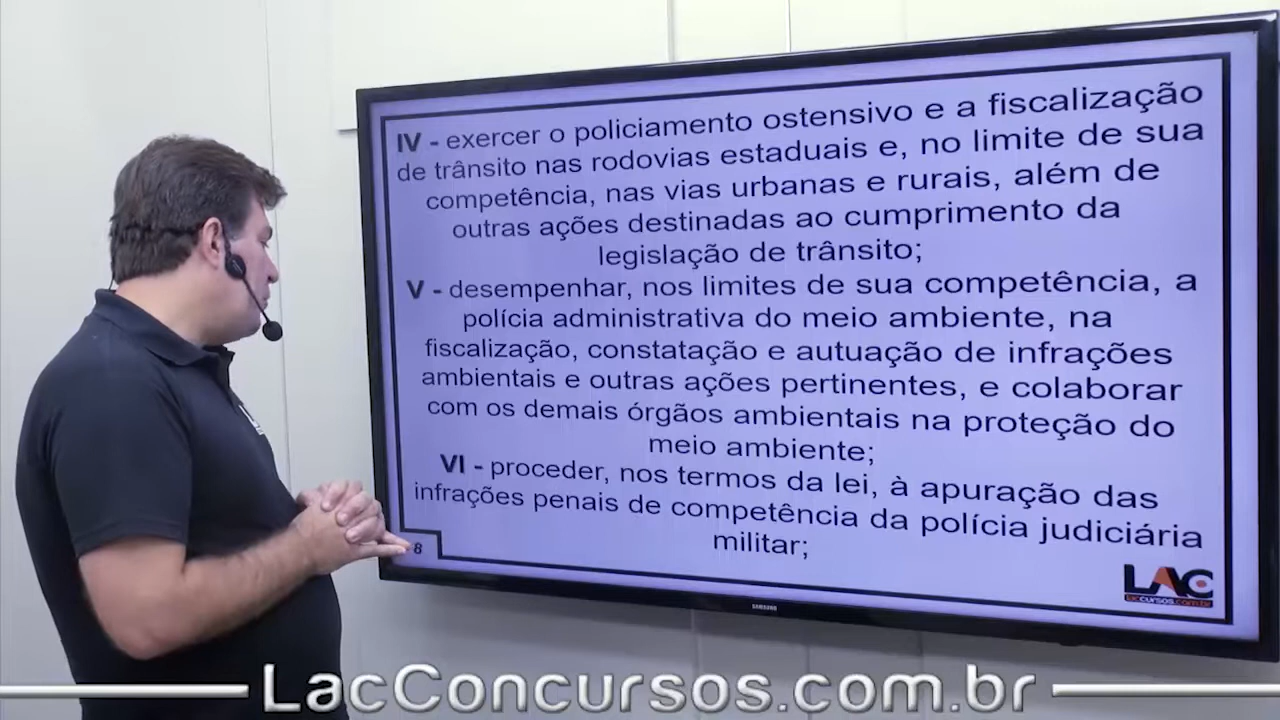 IV - exercer o policiamento ostensivo e a fiscalização
de trânsito nas rodovias estaduais e, no limite de sua
competência, nas vias urbanas e rurais, além de
outras ações destinadas ao cumprimento da
legislação de trânsito;
V - desempenhar, nos limites de sua competência, a
polícia administrativa do meio ambiente, na
fiscalização, constatação e autuação de infrações
ambientais e outras ações pertinentes, e colaborar
com os demais órgãos ambientais na proteção do
meio ambiente;
VI - proceder, nos termos da lei, à apuração das
infrações penais de competência da polícia judiciária
militar;
8
LAC
laccursos.com.br
SAMSUNG
LacConcursos.com.br